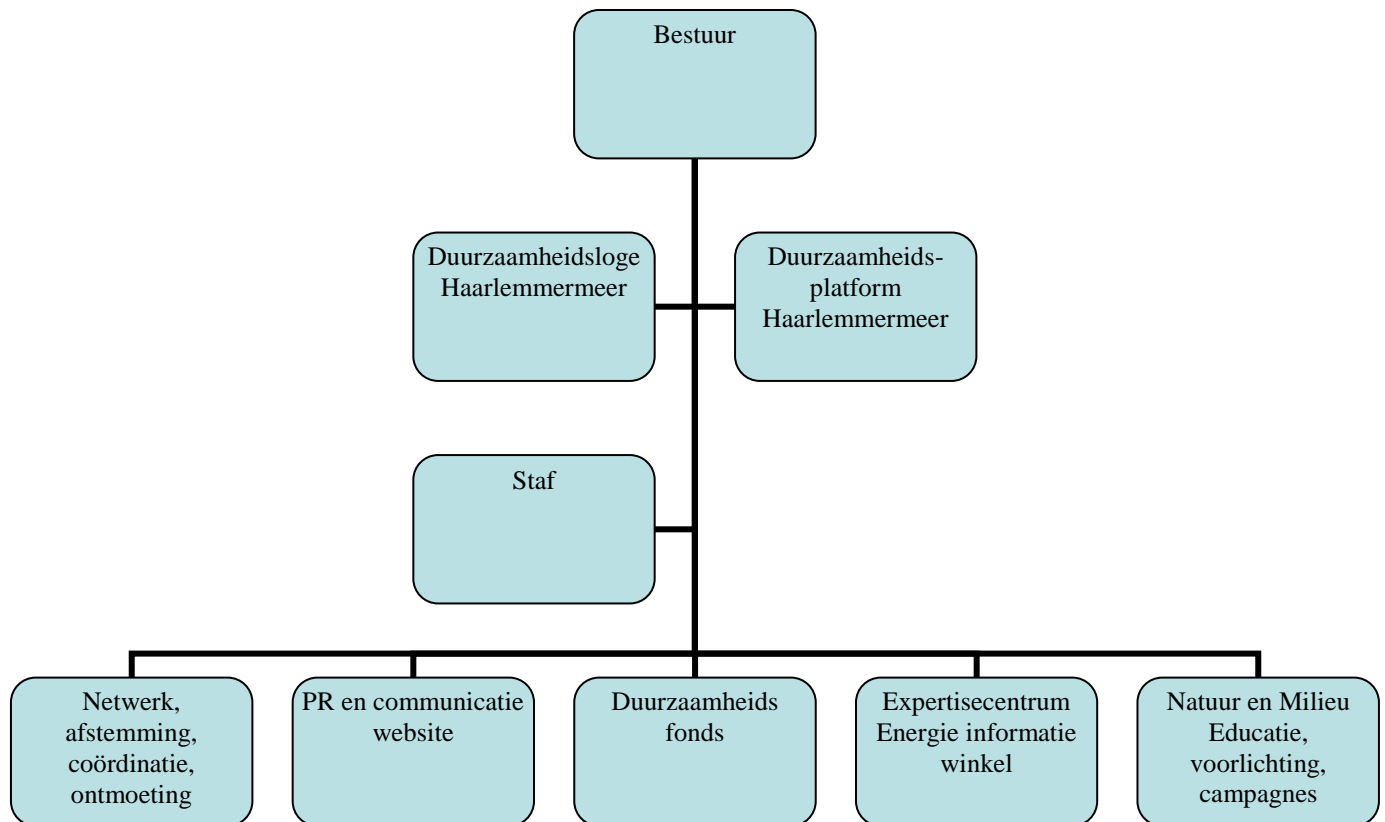 Bestuur
Duurzaamheidsloge
Haarlemmermeer
Duurzaamheids-
platform
Haarlemmermeer
Staf
Netwerk,
afstemming,
coördinatie,
ontmoeting
PR en communicatie
website
Duurzaamheids
fonds
Expertisecentrum
Energie informatie
winkel
Natuur en Milieu
Educatie,
voorlichting,
campagnes